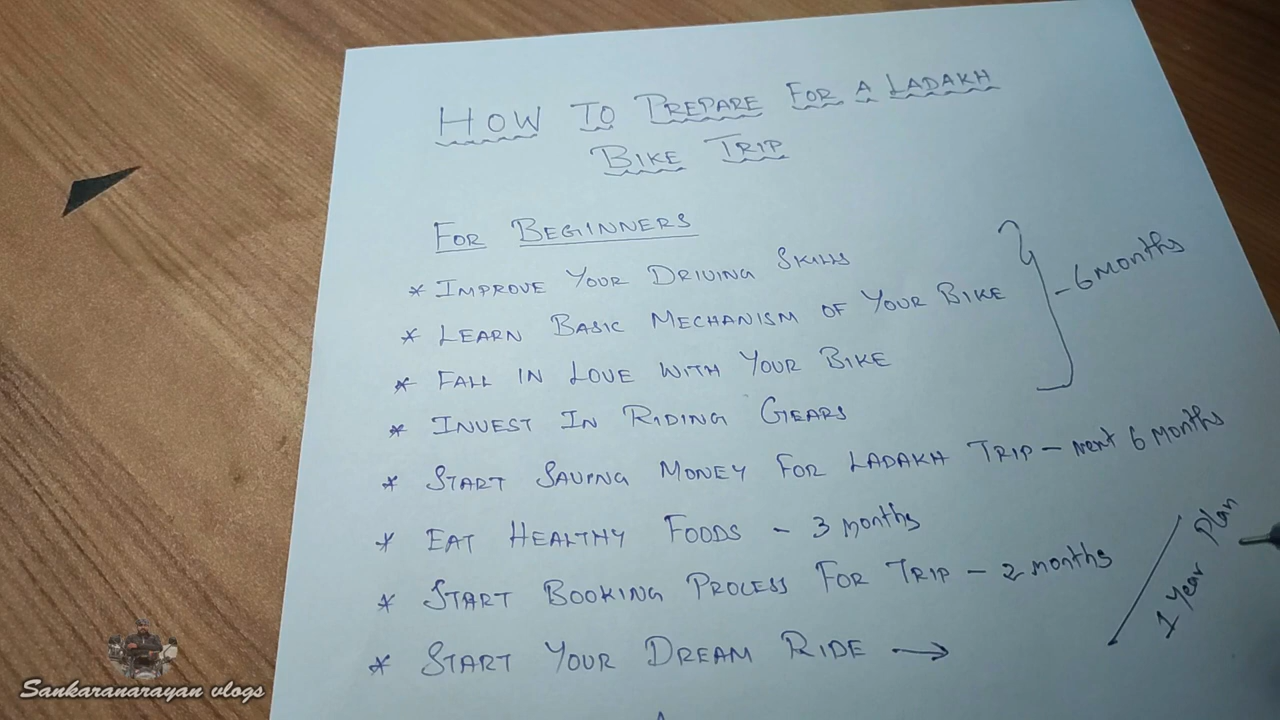 HOW TO PREPARE FOR A LADAKH
BIKE TRIP
FOR BEGINNERS
* IMPROVE YOUR DRIVING SKILLS
* LEARN BASIC MECHANISM OF YOUR BIKE
* FALL IN LOVE WITH YOUR BIKE
} - 6 months
* INVEST IN RIDING GEARS
* START SAVING MONEY FOR LADAKH TRIP - next 6 months
* EAT HEALTHY FOODS - 3 months
* START BOOKING PROCESS FOR TRIP - 2 months
* START YOUR DREAM RIDE →
1 Year Plan
Sankaranarayan vlogs